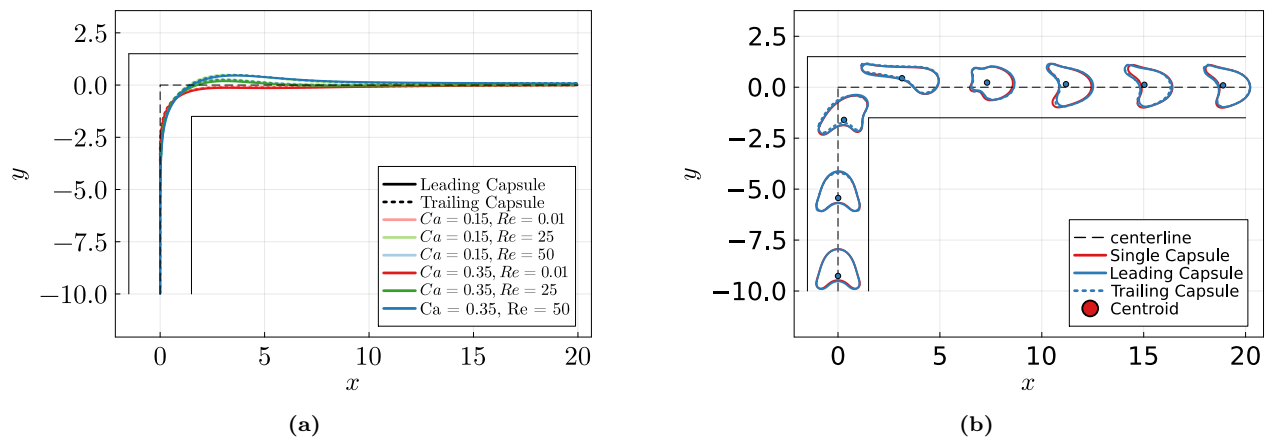 2.5
0.0
−2.5
−5.0
−7.5
−10.0
y
0
5
10
15
20
x
Leading Capsule
Trailing Capsule
Ca = 0.15, Re = 0.01
Ca = 0.15, Re = 25
Ca = 0.15, Re = 50
Ca = 0.35, Re = 0.01
Ca = 0.35, Re = 25
Ca = 0.35, Re = 50
(a)
2.5
0.0
−2.5
−5.0
−7.5
−10.0
y
0
5
10
15
20
x
centerline
Single Capsule
Leading Capsule
Trailing Capsule
Centroid
(b)